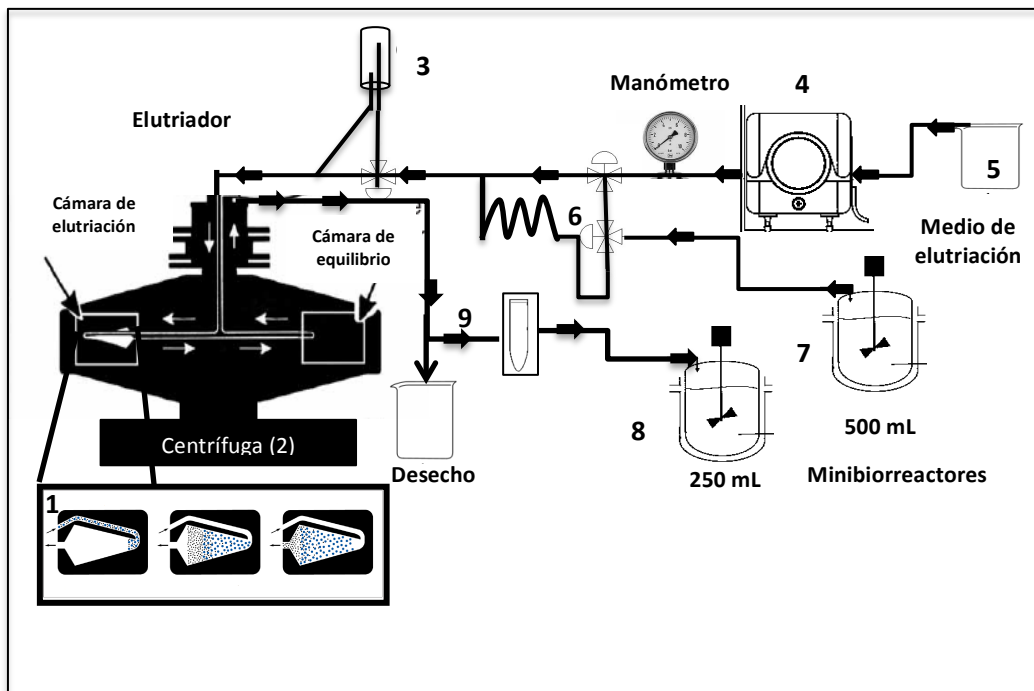 3
Manómetro
4
Elutriador
5
Cámara de
elutriación
Cámara de
equilibrio
6
Medio de
elutriación
9
7
8
500 mL
Centrífuga (2)
Desecho
250 mL
Minibiorreactores
1